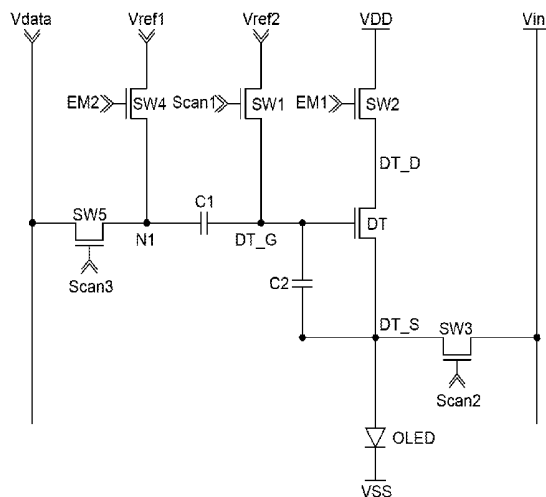 Vdata Vref1 Vref2 VDD Vin
EM2 SW4 Scan1 SW1 EM1 SW2
DT_D
SW5 C1 DT
N1 DT_G
Scan3 C2
DT_S SW3
Scan2
OLED
VSS